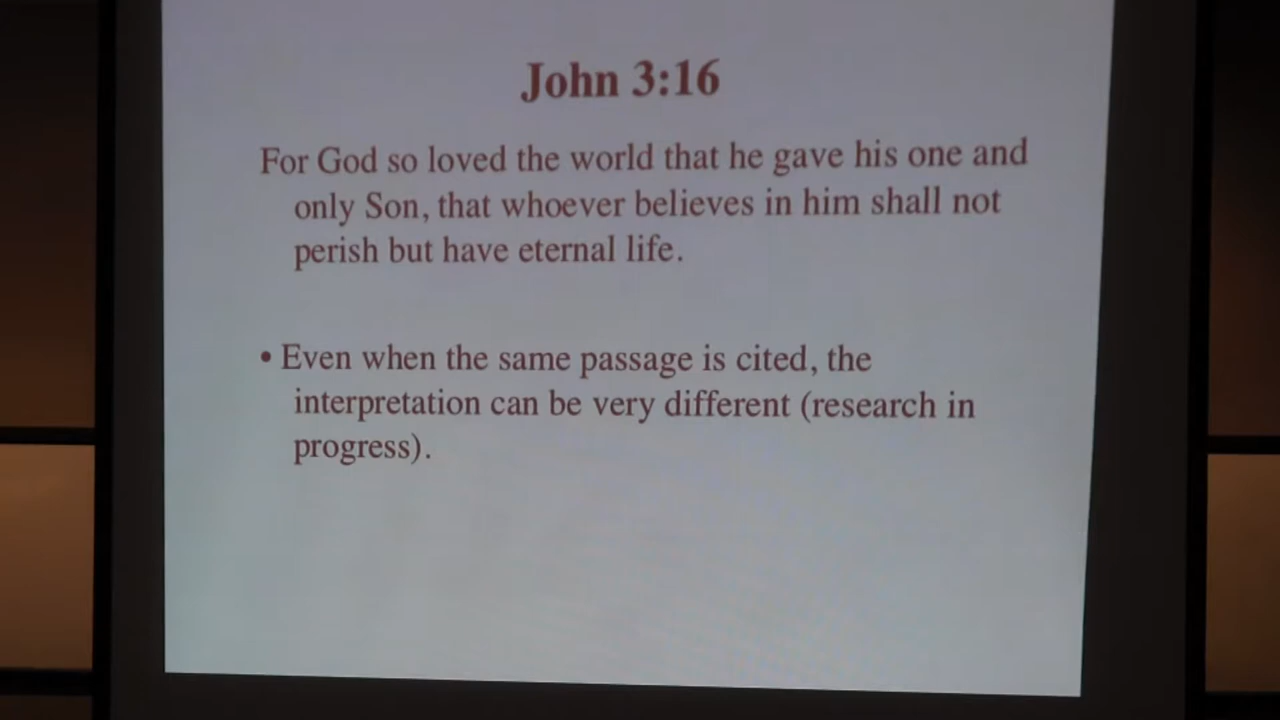 John 3:16
For God so loved the world that he gave his one and
only Son, that whoever believes in him shall not
perish but have eternal life.
• Even when the same passage is cited, the
interpretation can be very different (research in
progress).